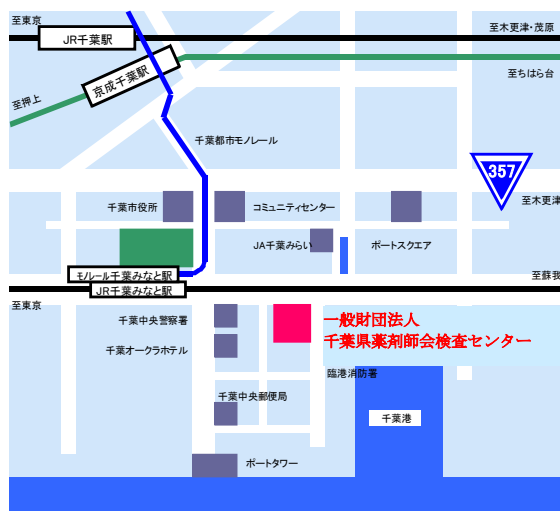 至東京
JR千葉駅
至木更津・茂原
京成千葉駅
至ちはら台
至押上
千葉都市モノレール
357
千葉市役所
コミュニティセンター
至木更津
JA千葉みらい
ポートスクエア
モノレール千葉みなと駅
至蘇我
JR千葉みなと駅
至東京
千葉中央警察署
一般財団法人
千葉県薬剤師会検査センター
千葉オークラホテル
臨港消防署
千葉中央郵便局
千葉港
ポートタワー